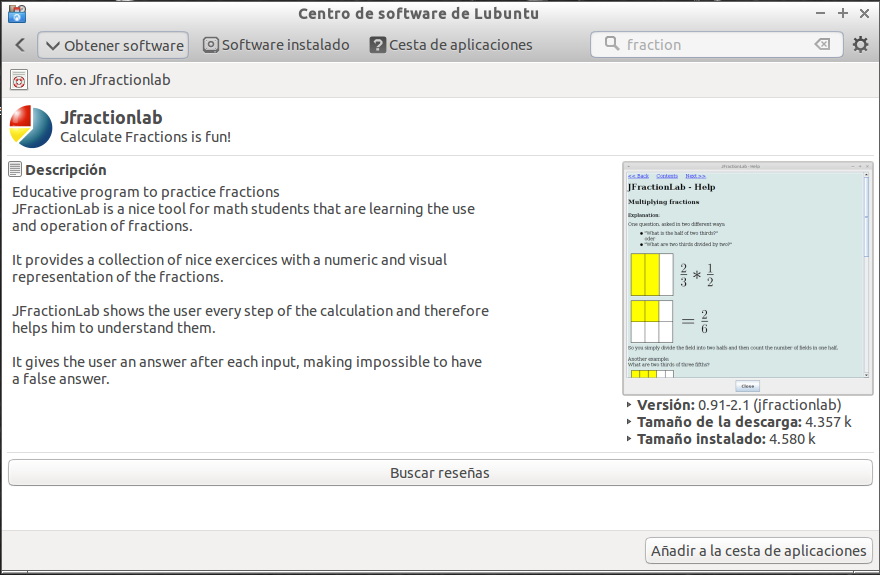 Centro de software de Lubuntu
Obtener software
Software instalado
Cesta de aplicaciones
fraction
Info. en Jfractionlab
Jfractionlab
Calculate Fractions is fun!
Descripción
Educative program to practice fractions
JFractionLab is a nice tool for math students that are learning the use
and operation of fractions.
It provides a collection of nice exercices with a numeric and visual
representation of the fractions.
JFractionLab shows the user every step of the calculation and therefore
helps him to understand them.
It gives the user an answer after each input, making impossible to have
a false answer.
JFractionLab - Help
<< Back Contents Next >>
JFractionLab - Help
Multiplying fractions
Explanation:
One question, asked in two different ways:
• "What is the half of two thirds?"
oder
• "What are two thirds divided by two?"
2/3 * 1/2
= 2/6
So you simply divide the field into two halfs and then count the number of fields in one half.
Another example:
What are two thirds of three fifths?
Close
Versión: 0.91-2.1 (jfractionlab)
Tamaño de la descarga: 4.357 k
Tamaño instalado: 4.580 k
Buscar reseñas
Añadir a la cesta de aplicaciones